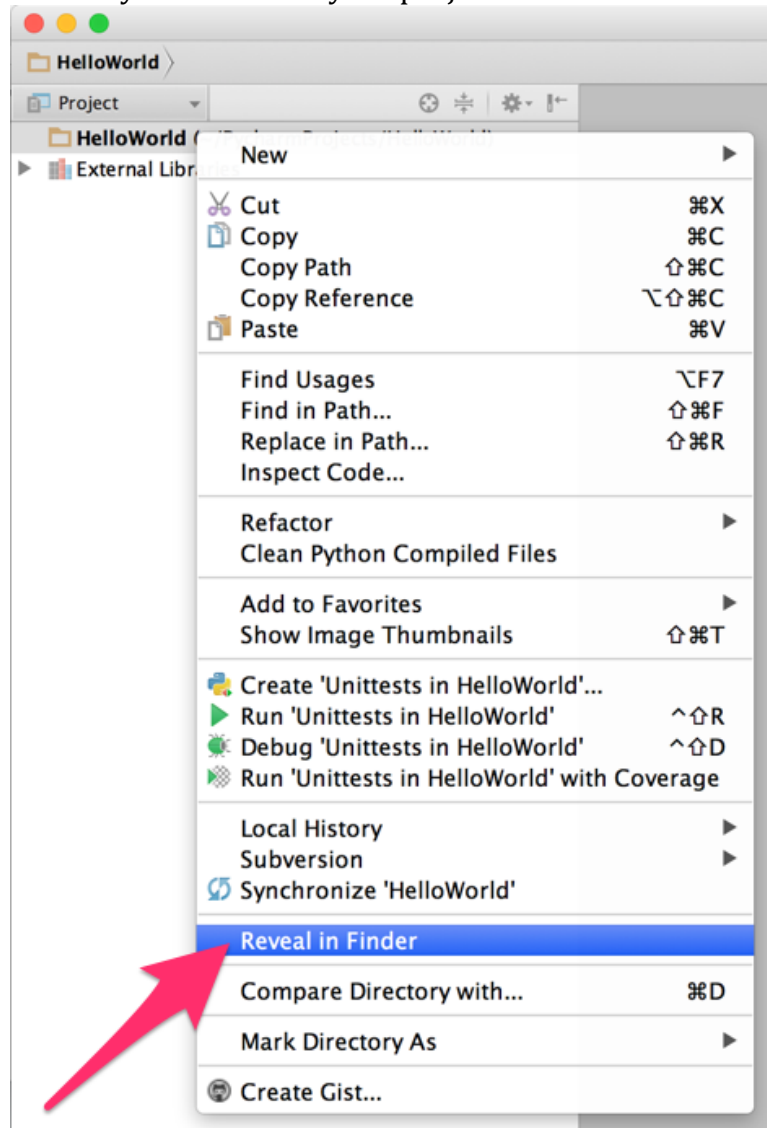 HelloWorld
Project
HelloWorld (~/PycharmProjects/HelloWorld)
External Libraries
New
Cut ⌘X
Copy ⌘C
Copy Path ⇧⌘C
Copy Reference ⌥⇧⌘C
Paste ⌘V
Find Usages ⌥F7
Find in Path... ⇧⌘F
Replace in Path... ⇧⌘R
Inspect Code...
Refactor
Clean Python Compiled Files
Add to Favorites
Show Image Thumbnails ⇧⌘T
Create 'Unittests in HelloWorld'...
Run 'Unittests in HelloWorld' ^⇧R
Debug 'Unittests in HelloWorld' ^⇧D
Run 'Unittests in HelloWorld' with Coverage
Local History
Subversion
Synchronize 'HelloWorld'
Reveal in Finder
Compare Directory with... ⌘D
Mark Directory As
Create Gist...